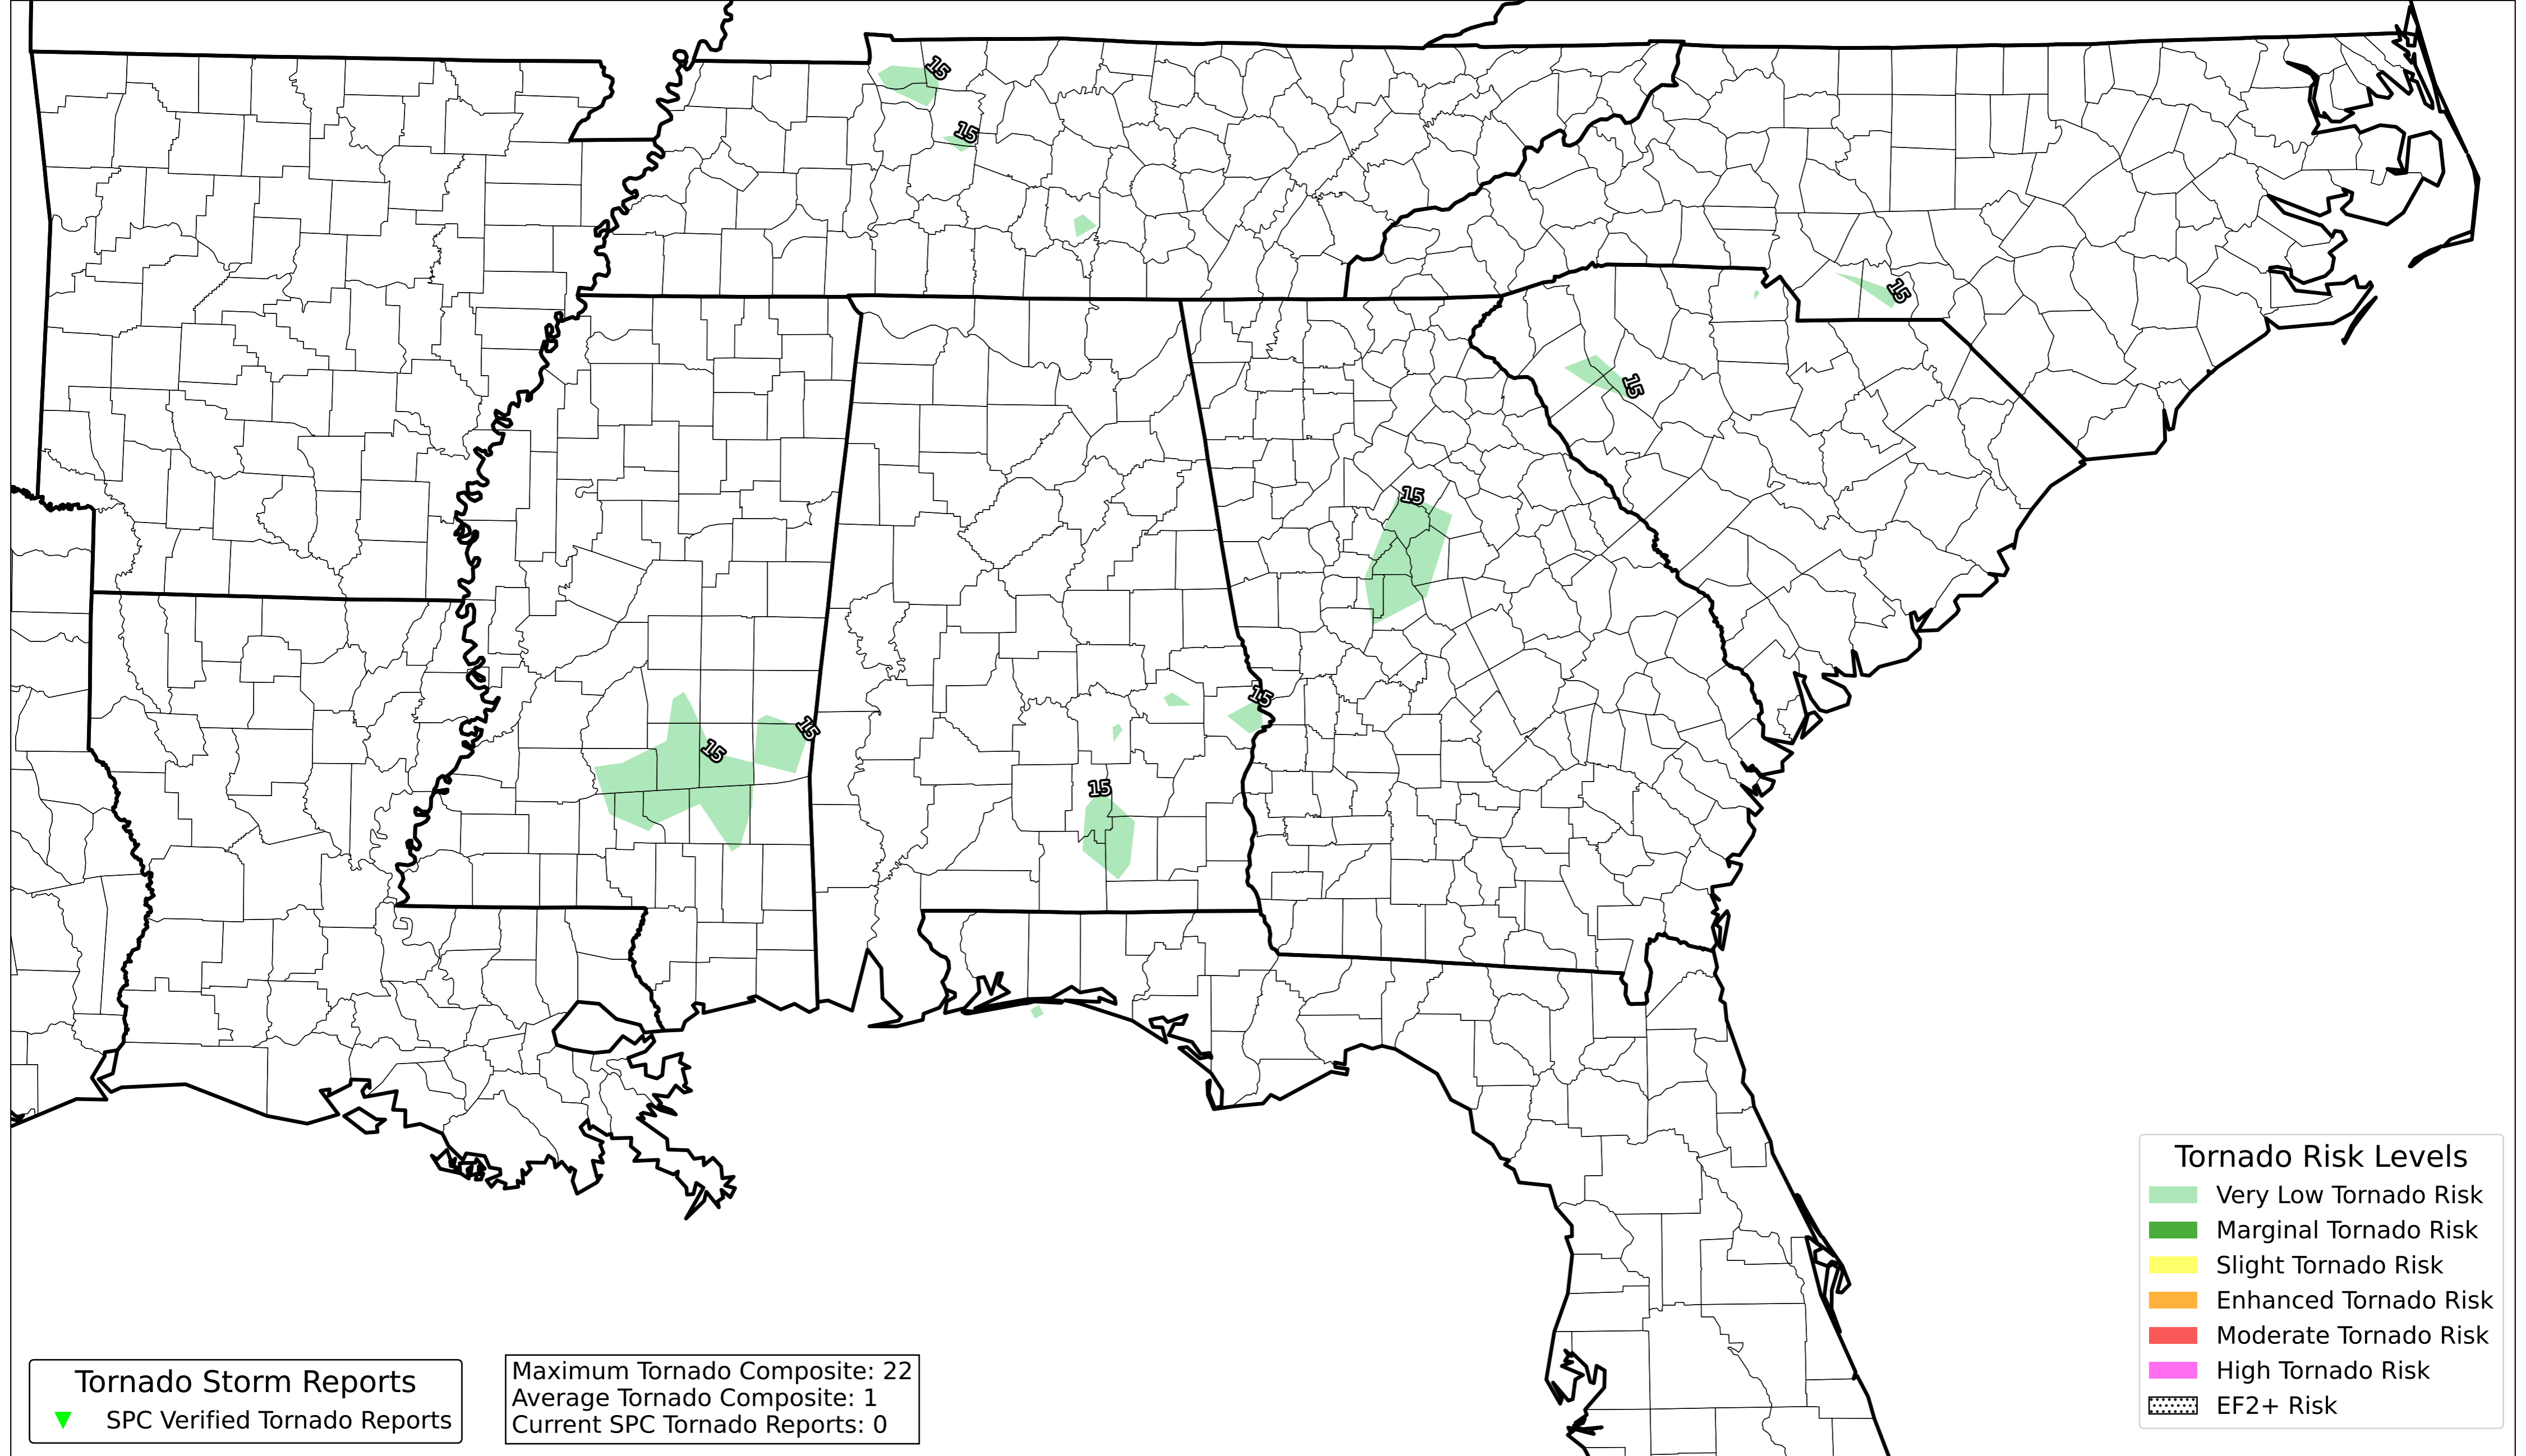 15
15
15
15
15
15
15
15
15
Tornado Risk Levels
Very Low Tornado Risk
Marginal Tornado Risk
Slight Tornado Risk
Enhanced Tornado Risk
Moderate Tornado Risk
High Tornado Risk
EF2+ Risk
Tornado Storm Reports
SPC Verified Tornado Reports
Maximum Tornado Composite: 22
Average Tornado Composite: 1
Current SPC Tornado Reports: 0